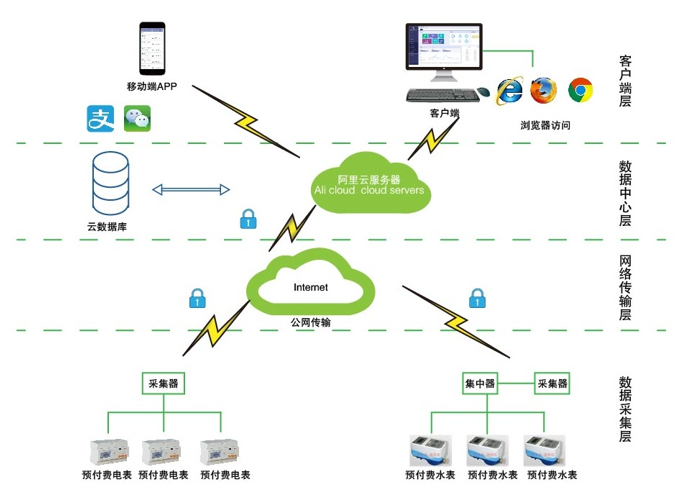 移动端APP
客户端
浏览器访问
客户端层
支
阿里云服务器
Ali cloud cloud servers
云数据库
数据中心层
Internet
公网传输
网络传输层
采集器
集中器
采集器
数据采集层
预付费电表
预付费电表
预付费电表
预付费水表
预付费水表
预付费水表